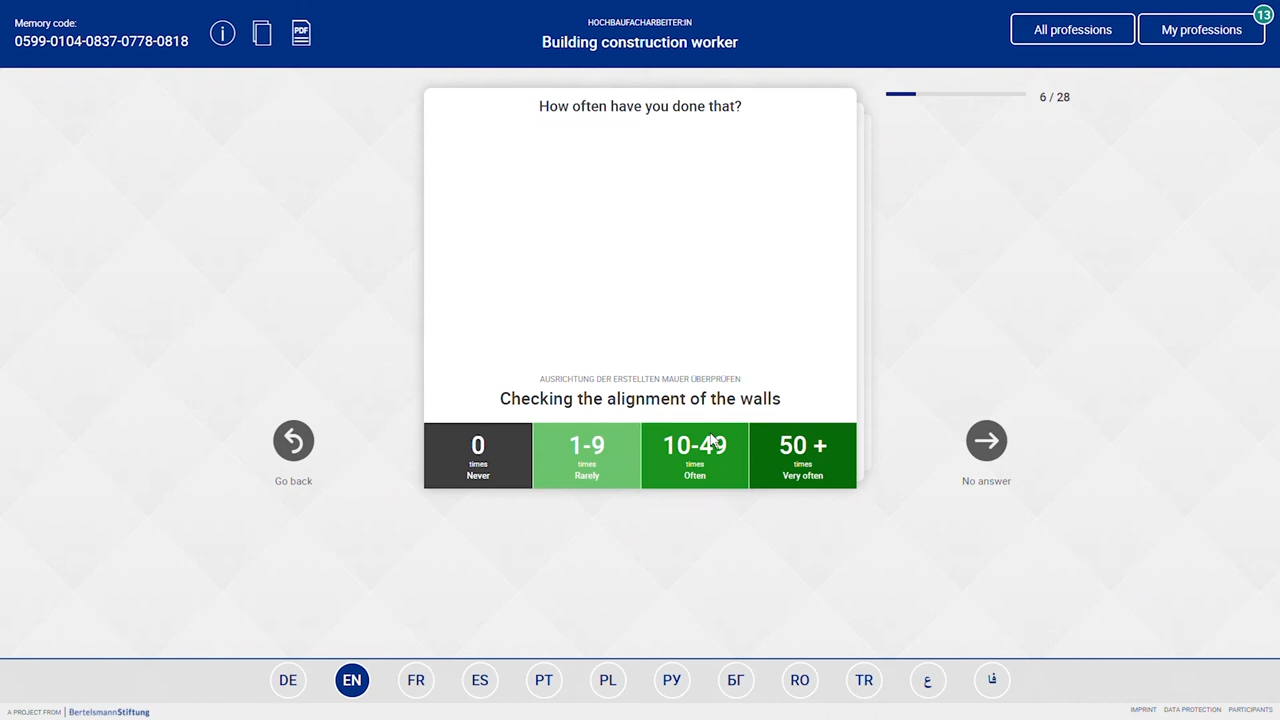 Memory code:
0599-0104-0837-0778-0818
PDF
HOCHBAUFACHARBEITER:IN
Building construction worker
All professions
My professions
13
How often have you done that?
6 / 28
AUSRICHTUNG DER ERSTELLTEN MAUER ÜBERPRÜFEN
Checking the alignment of the walls
0
times
Never
1-9
times
Rarely
10-49
times
Often
50 +
times
Very often
Go back
No answer
DE
EN
FR
ES
PT
PL
РУ
БГ
RO
TR
ع
فا
A PROJECT FROM | BertelsmannStiftung
IMPRINT DATA PROTECTION PARTICIPANTS